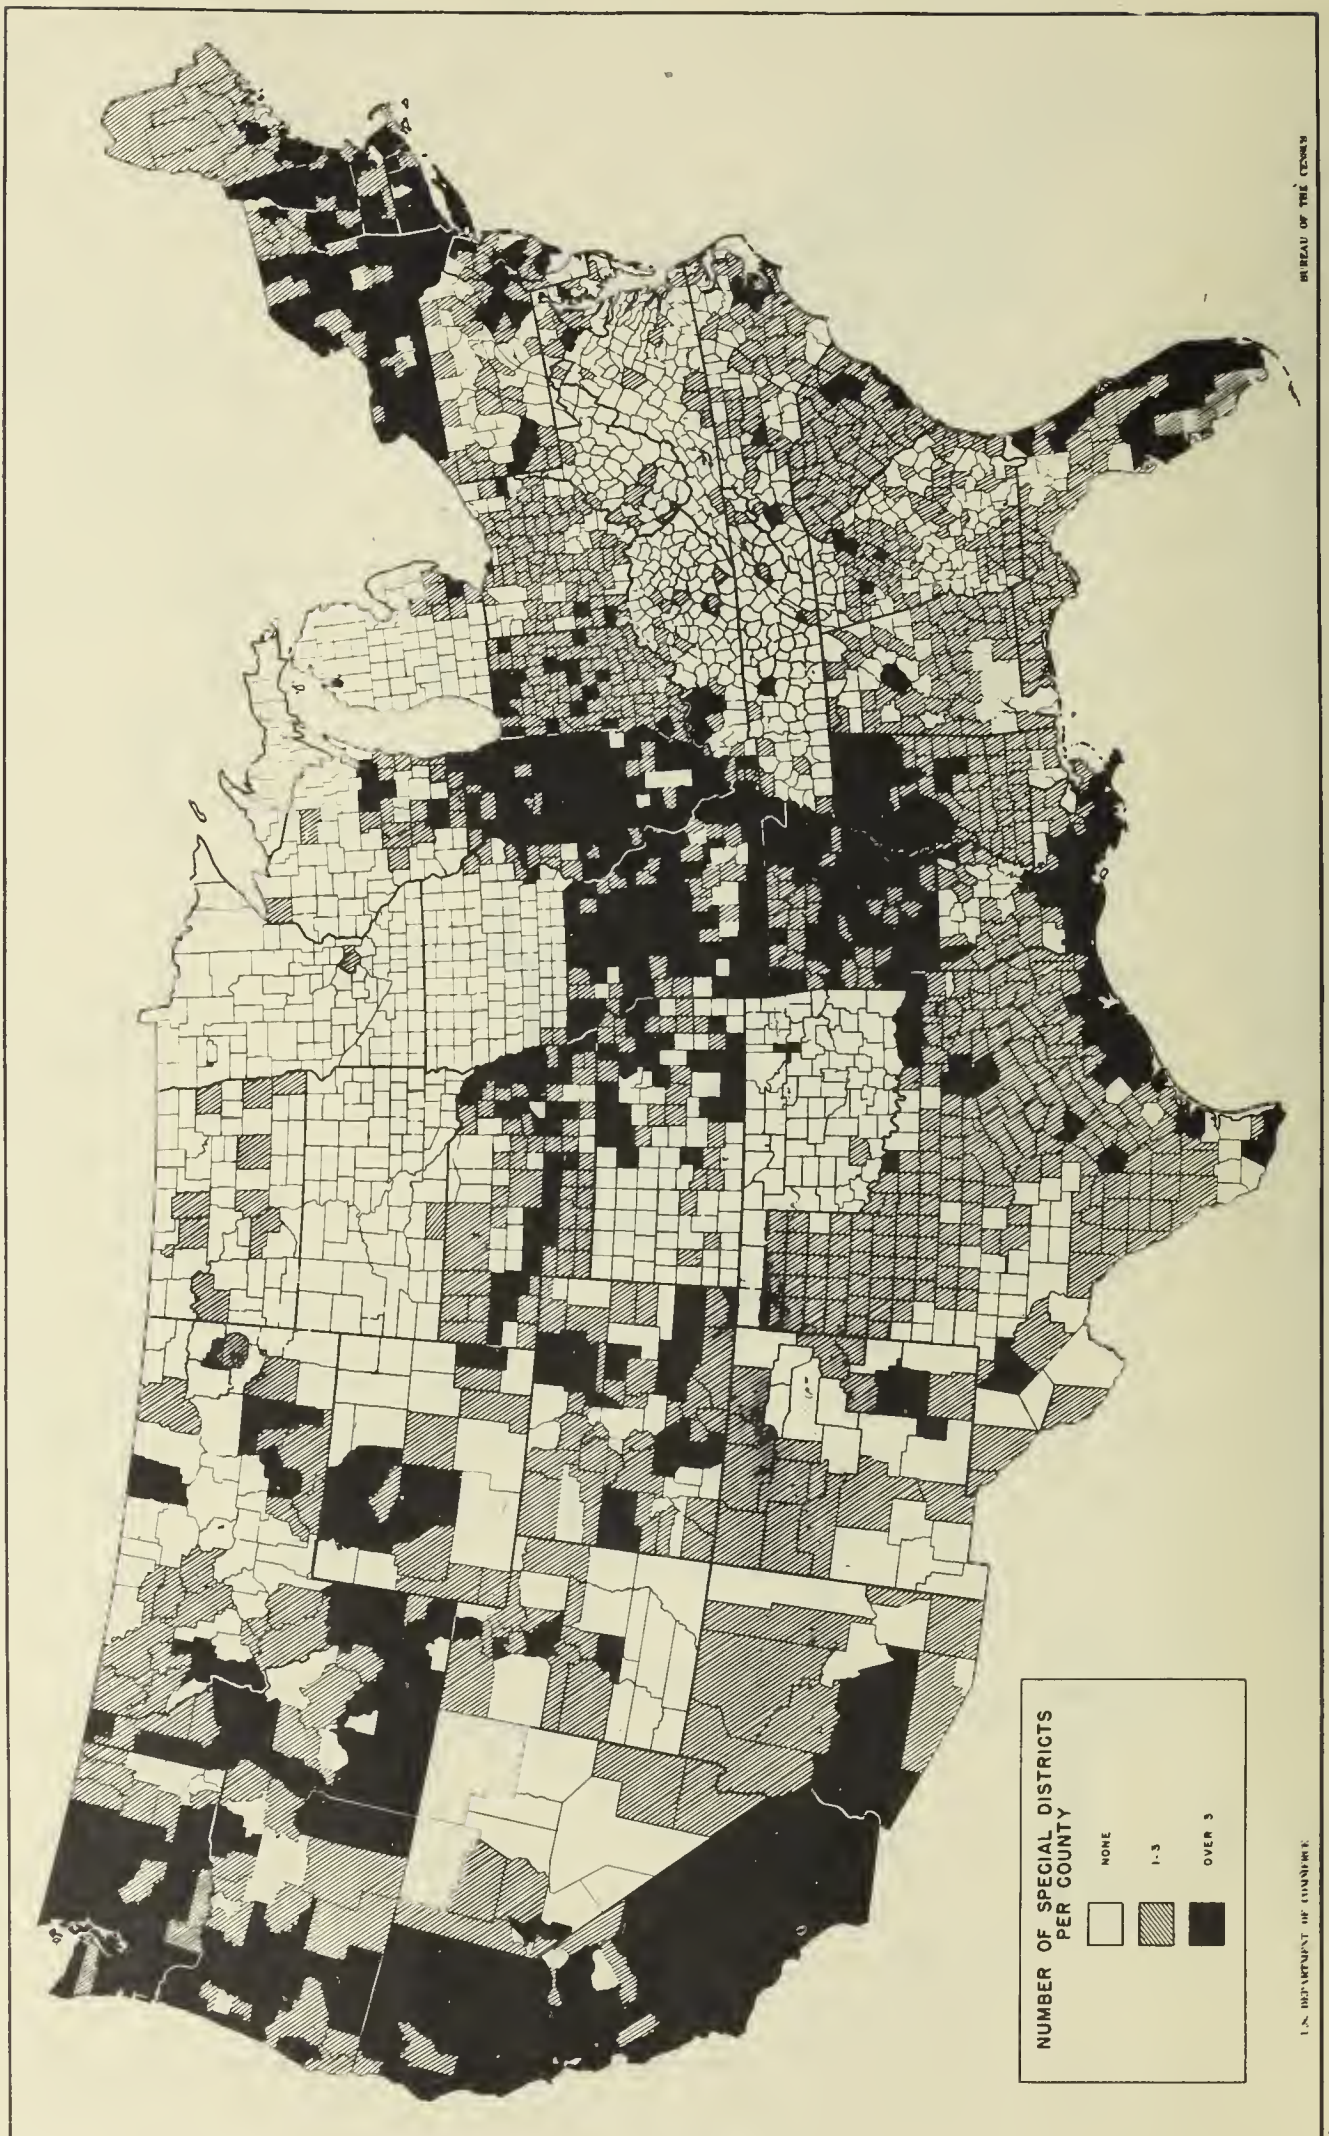 NUMBER OF SPECIAL DISTRICTS
PER COUNTY
NONE
1-3
OVER 3
U.S. DEPARTMENT OF COMMERCE
BUREAU OF THE CENSUS